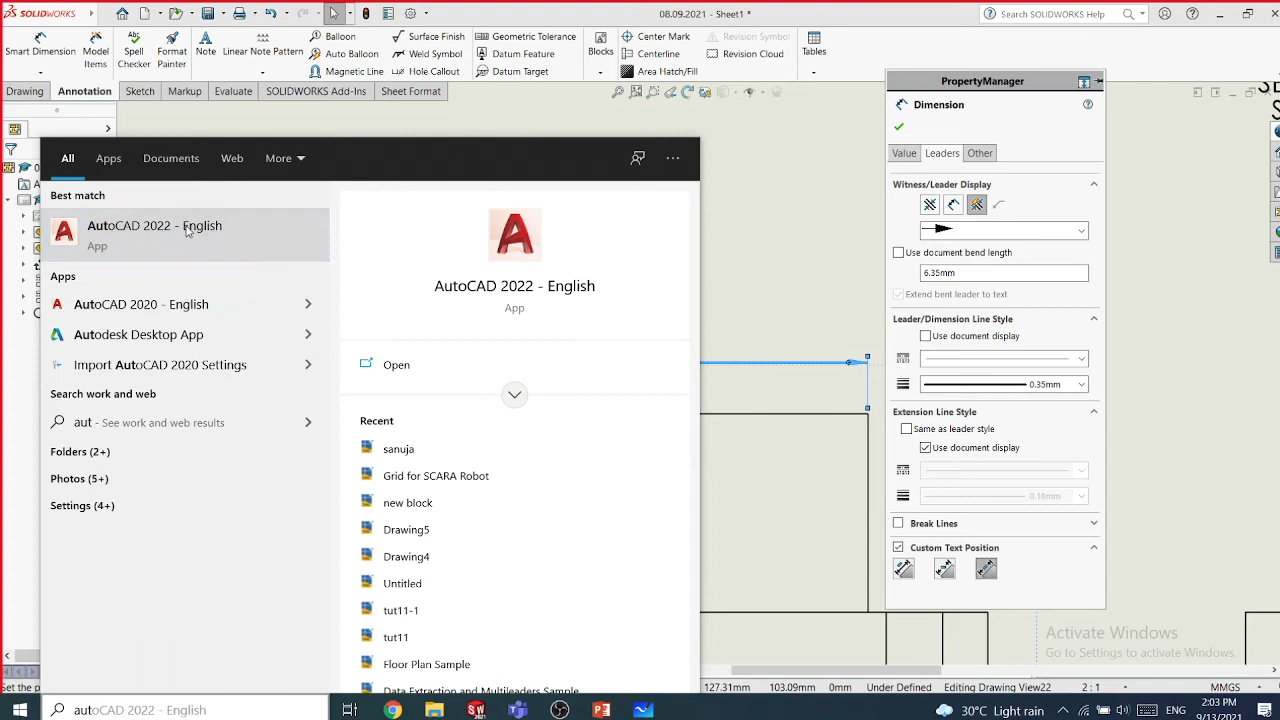 SOLIDWORKS
08.09.2021 - Sheet1 *
Search SOLIDWORKS Help
Smart Dimension
Model Items
Spell Checker
Format Painter
Note
Linear Note Pattern
Balloon
Auto Balloon
Magnetic Line
Surface Finish
Weld Symbol
Hole Callout
Geometric Tolerance
Datum Feature
Datum Target
Blocks
Center Mark
Centerline
Area Hatch/Fill
Revision Symbol
Revision Cloud
Tables
Drawing
Annotation
Sketch
Markup
Evaluate
SOLIDWORKS Add-Ins
Sheet Format
All
Apps
Documents
Web
More
Best match
AutoCAD 2022 - English
App
Apps
AutoCAD 2020 - English
Autodesk Desktop App
Import AutoCAD 2020 Settings
Search work and web
aut - See work and web results
Folders (2+)
Photos (5+)
Settings (4+)
AutoCAD 2022 - English
App
Open
Recent
sanuja
Grid for SCARA Robot
new block
Drawing5
Drawing4
Untitled
tut11-1
tut11
Floor Plan Sample
Data Extraction and Multileaders Sample
PropertyManager
Dimension
Value
Leaders
Other
Witness/Leader Display
Use document bend length
6.35mm
Extend bent leader to text
Leader/Dimension Line Style
Use document display
0.35mm
Extension Line Style
Same as leader style
Use document display
0.18mm
Break Lines
Custom Text Position
Activate Windows
Go to Settings to activate Windows.
127.31mm
103.09mm
0mm
Under Defined
Editing Drawing View22
2 : 1
MMGS
autoCAD 2022 - English
30°C Light rain
2:03 PM
9/13/2021